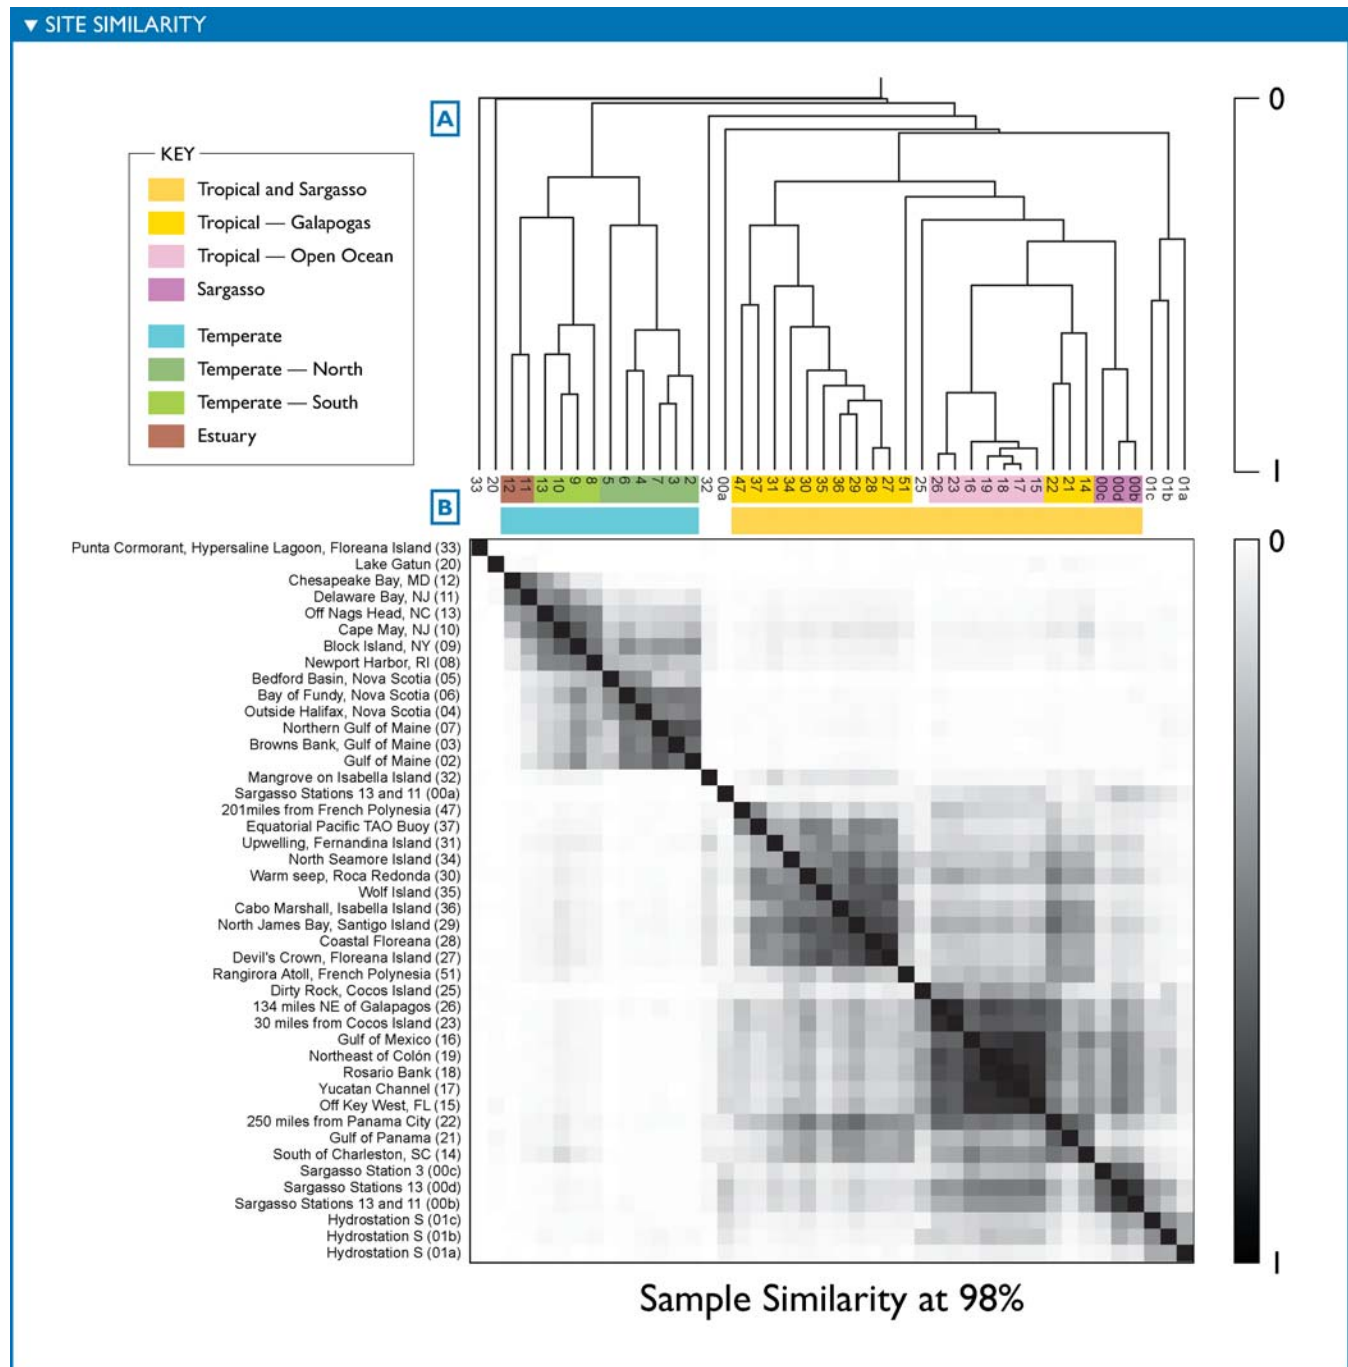 ▼ SITE SIMILARITY
A
0
KEY
Tropical and Sargasso
Tropical — Galapogas
Tropical — Open Ocean
Sargasso
Temperate
Temperate — North
Temperate — South
Estuary
I
33 20 12 11 13 10 9 8 5 6 4 7 3 2 32 00a 47 37 31 34 30 35 36 29 28 27 51 25 26 23 16 19 18 17 15 22 21 14 00c 00d 00b 01c 01b 01a
B
0
Punta Cormorant, Hypersaline Lagoon, Floreana Island (33)
Lake Gatun (20)
Chesapeake Bay, MD (12)
Delaware Bay, NJ (11)
Off Nags Head, NC (13)
Cape May, NJ (10)
Block Island, NY (09)
Newport Harbor, RI (08)
Bedford Basin, Nova Scotia (05)
Bay of Fundy, Nova Scotia (06)
Outside Halifax, Nova Scotia (04)
Northern Gulf of Maine (07)
Browns Bank, Gulf of Maine (03)
Gulf of Maine (02)
Mangrove on Isabella Island (32)
Sargasso Stations 13 and 11 (00a)
201miles from French Polynesia (47)
Equatorial Pacific TAO Buoy (37)
Upwelling, Fernandina Island (31)
North Seamore Island (34)
Warm seep, Roca Redonda (30)
Wolf Island (35)
Cabo Marshall, Isabella Island (36)
North James Bay, Santigo Island (29)
Coastal Floreana (28)
Devil's Crown, Floreana Island (27)
Rangirora Atoll, French Polynesia (51)
Dirty Rock, Cocos Island (25)
134 miles NE of Galapagos (26)
30 miles from Cocos Island (23)
Gulf of Mexico (16)
Northeast of Colón (19)
Rosario Bank (18)
Yucatan Channel (17)
Off Key West, FL (15)
250 miles from Panama City (22)
Gulf of Panama (21)
South of Charleston, SC (14)
Sargasso Station 3 (00c)
Sargasso Stations 13 (00d)
Sargasso Stations 13 and 11 (00b)
Hydrostation S (01c)
Hydrostation S (01b)
Hydrostation S (01a)
I
Sample Similarity at 98%